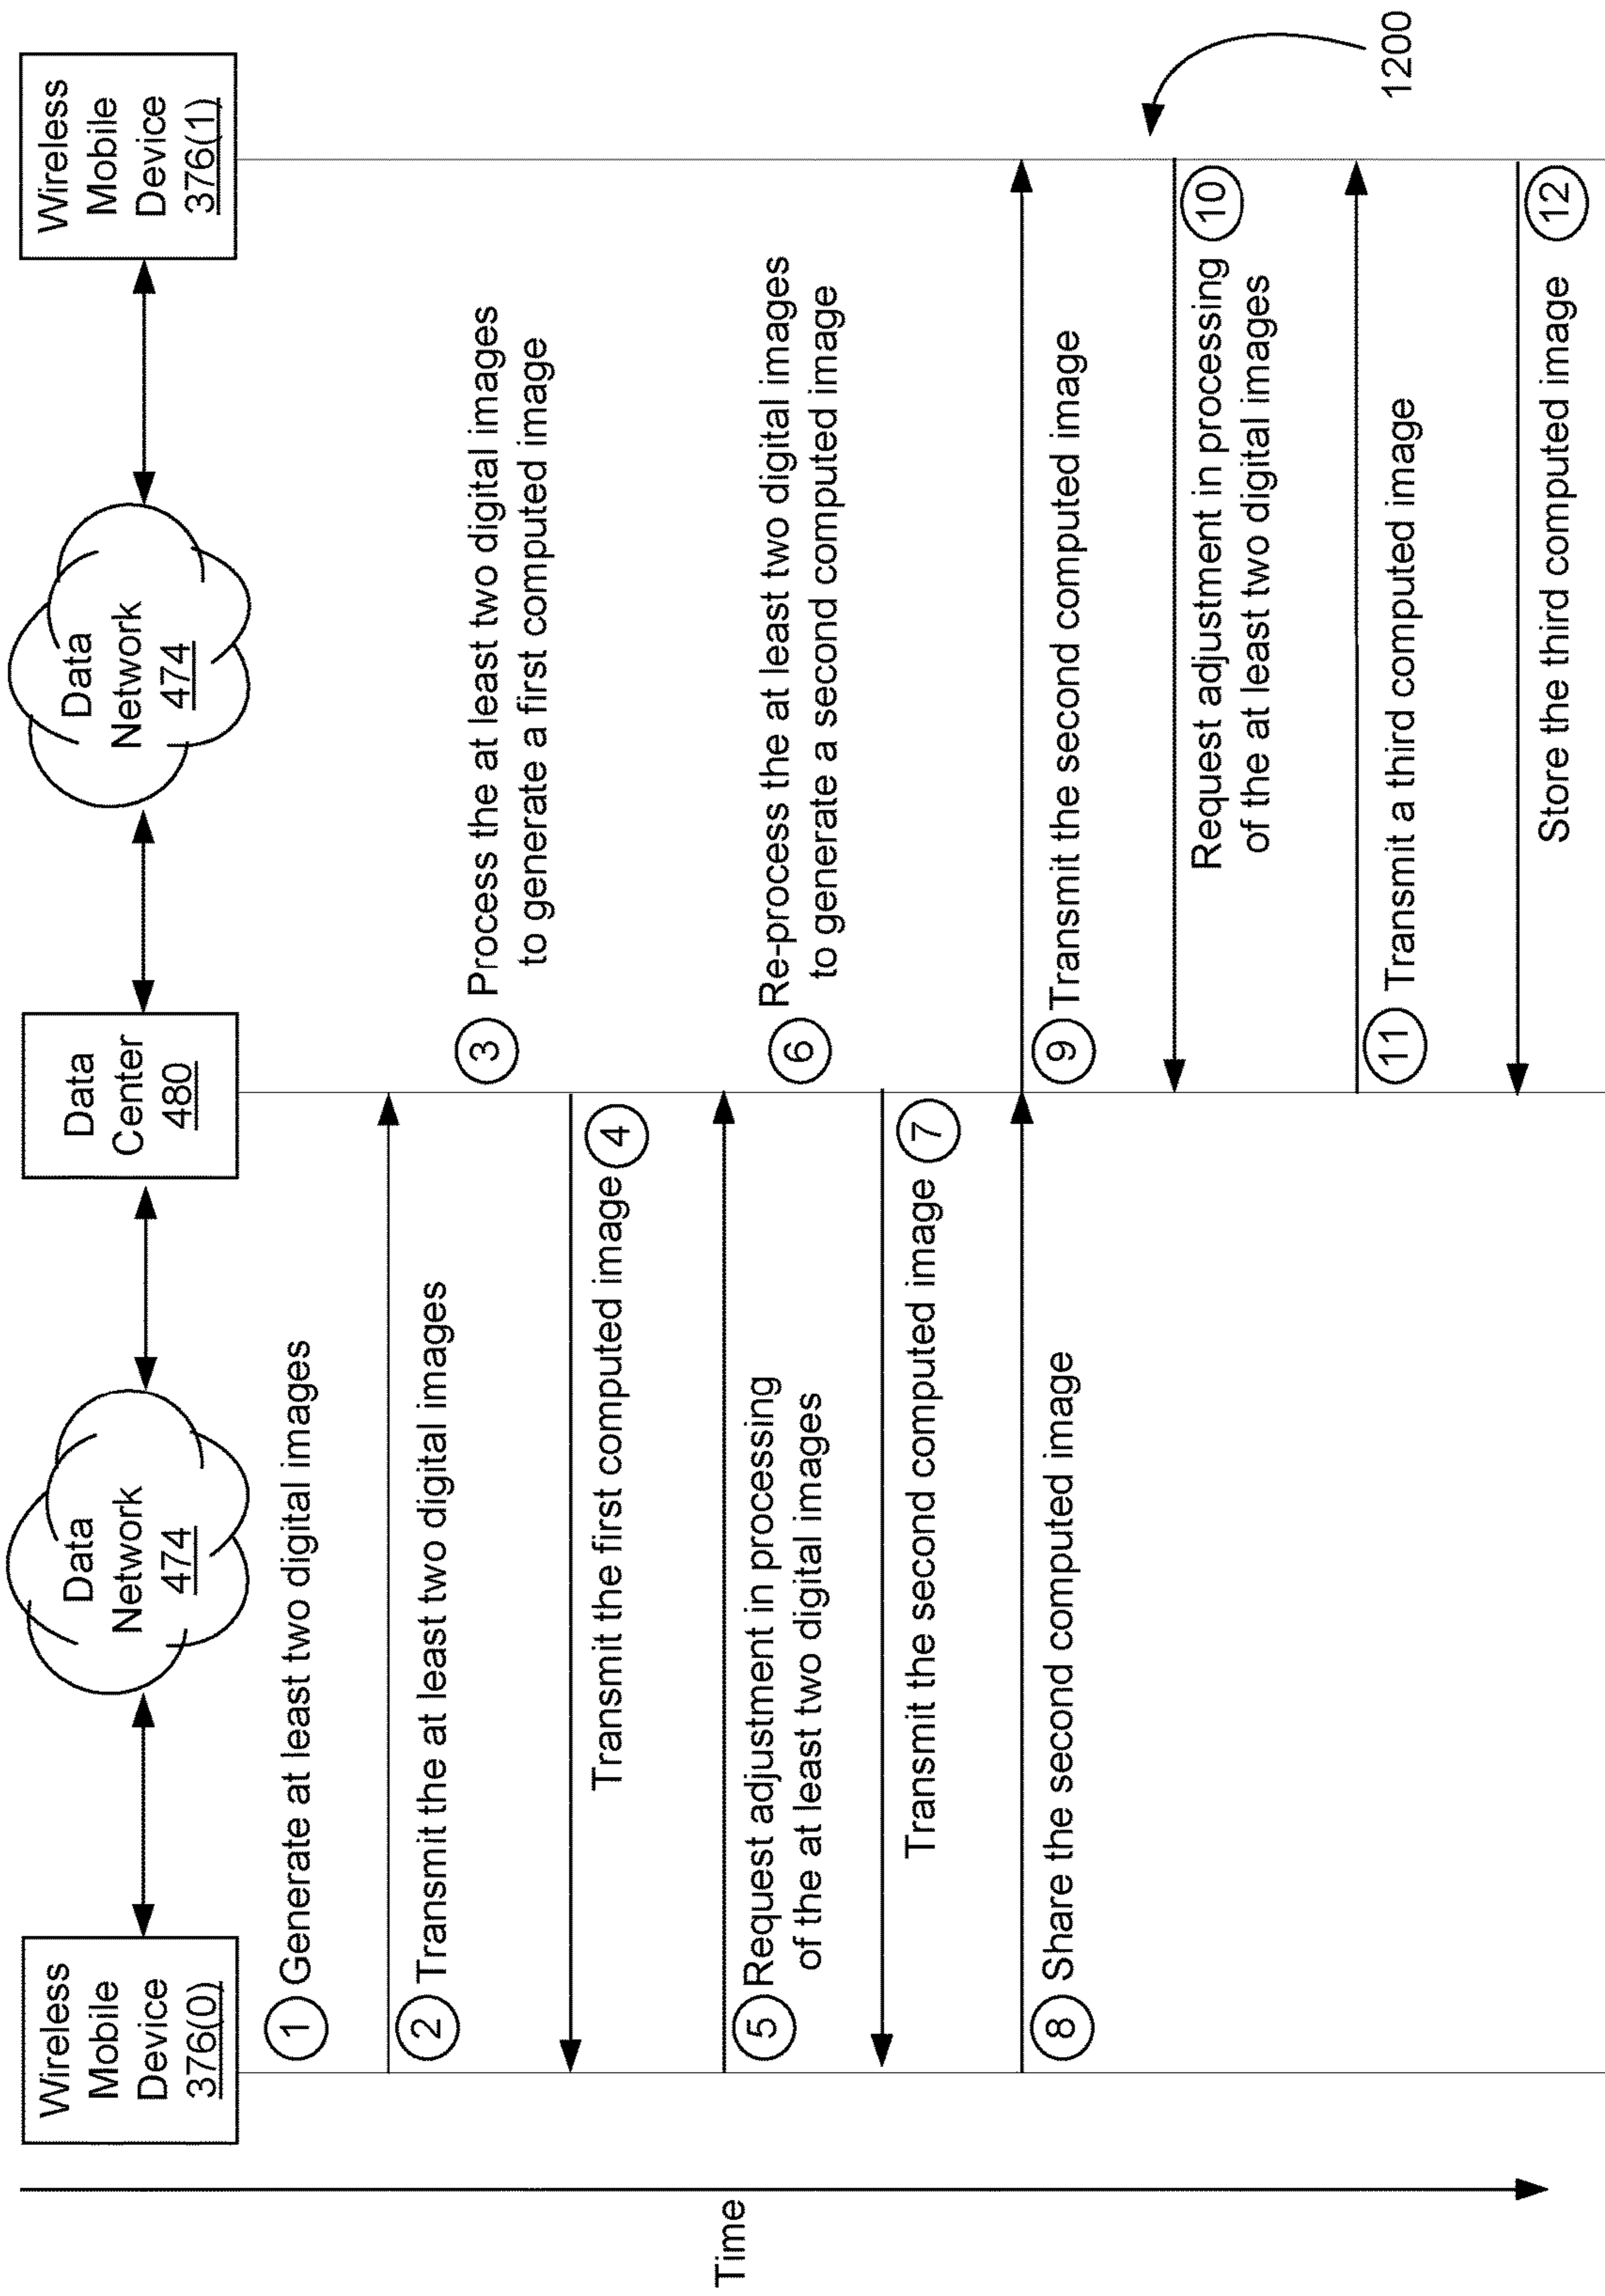 Wireless
Mobile
Device
376(0)
Data
Network
474
Data
Center
480
Data
Network
474
Wireless
Mobile
Device
376(1)
Time
1 Generate at least two digital images
2 Transmit the at least two digital images
3 Process the at least two digital images
to generate a first computed image
Transmit the first computed image 4
5 Request adjustment in processing
of the at least two digital images
6 Re-process the at least two digital images
to generate a second computed image
Transmit the second computed image 7
8 Share the second computed image
9 Transmit the second computed image
Request adjustment in processing 10
of the at least two digital images
11 Transmit a third computed image
Store the third computed image 12
1200